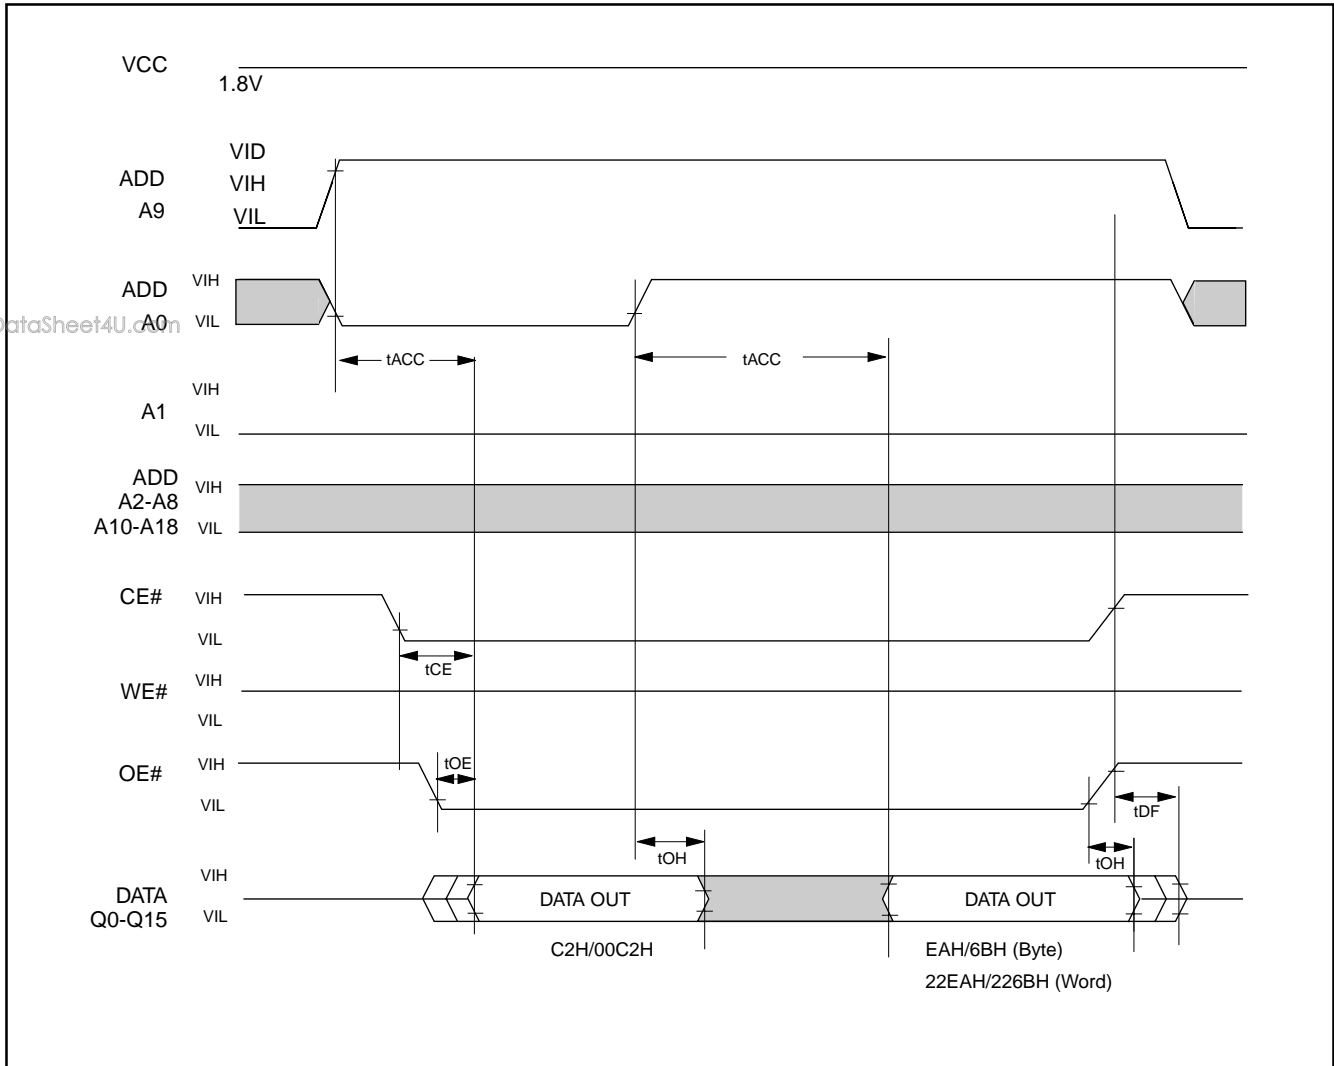 VCC
1.8V
VID
ADD
VIH
A9
VIL
VIH
ADD
DataSheet4U.com
A0
VIL
tACC
tACC
VIH
A1
VIL
ADD
VIH
A2-A8
A10-A18
VIL
CE#
VIH
VIL
tCE
VIH
WE#
VIL
tOE
VIH
OE#
VIL
tDF
tOH
tOH
VIH
DATA
DATA OUT
DATA OUT
Q0-Q15
VIL
C2H/00C2H
EAH/6BH (Byte)
22EAH/226BH (Word)